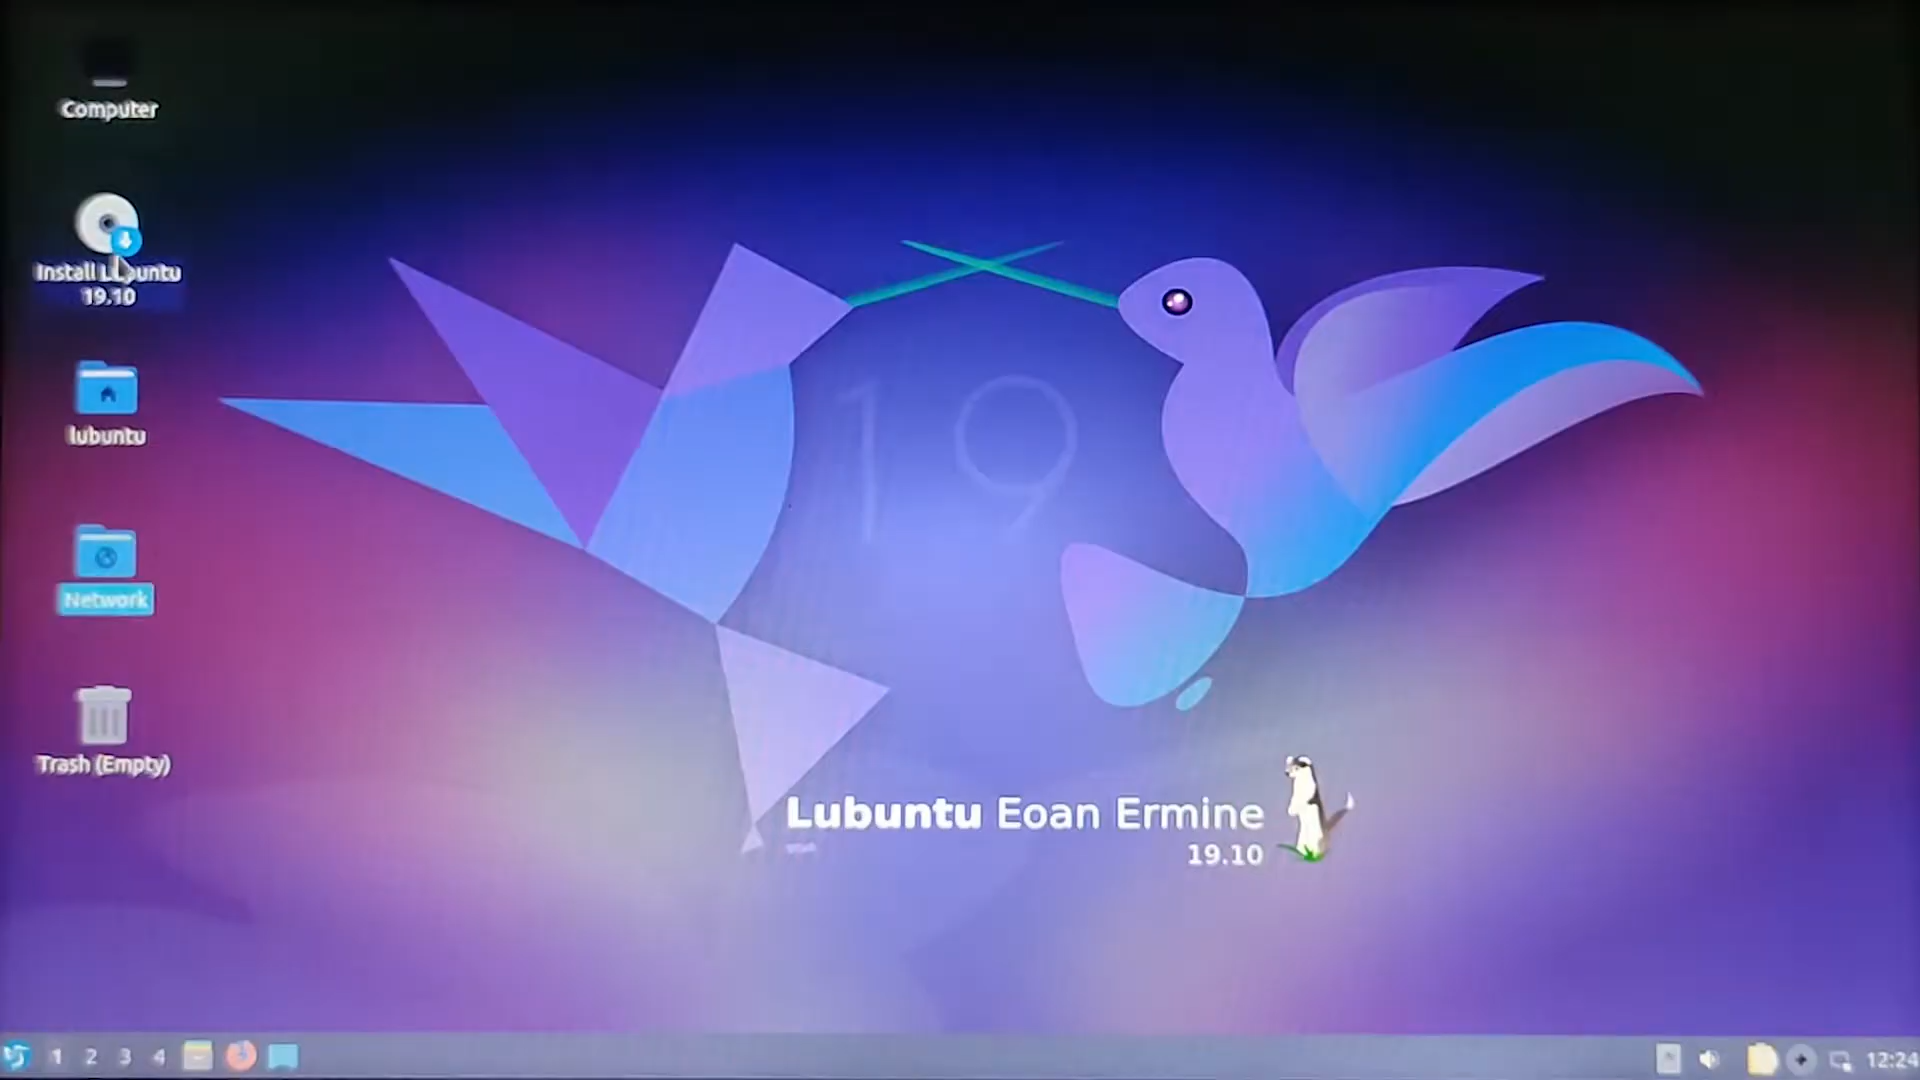 Computer
Install Lubuntu
19.10
lubuntu
Network
Trash (Empty)
19
Lubuntu Eoan Ermine
19.10
1 2 3 4
12:24